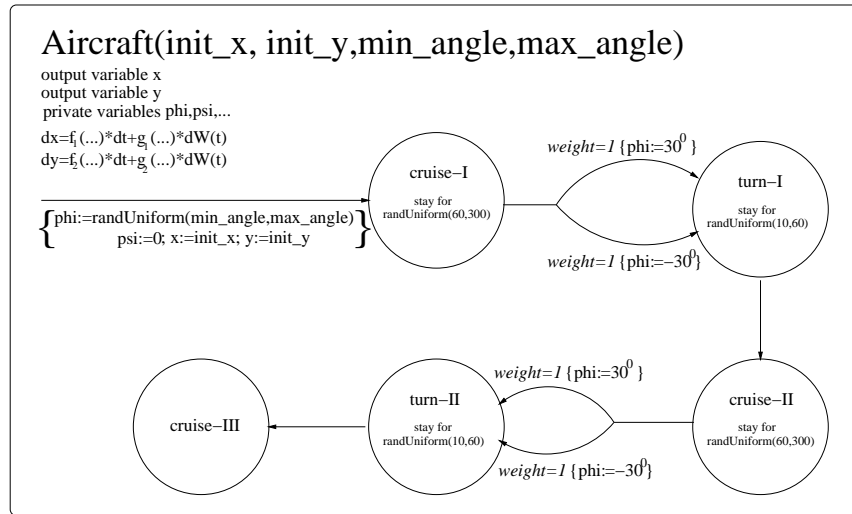 Aircraft(init_x, init_y,min_angle,max_angle)
output variable x
output variable y
private variables phi,psi,...
dx=f1(...)*dt+g1(...)*dW(t)
dy=f2(...)*dt+g2(...)*dW(t)
{phi:=randUniform(min_angle,max_angle)
psi:=0; x:=init_x; y:=init_y}
cruise-I
stay for
randUniform(60,300)
weight=1 {phi:=30⁰ }
weight=1 {phi:=−30⁰}
turn-I
stay for
randUniform(10,60)
cruise-II
stay for
randUniform(60,300)
weight=1 {phi:=30⁰ }
weight=1 {phi:=−30⁰}
turn-II
stay for
randUniform(10,60)
cruise-III